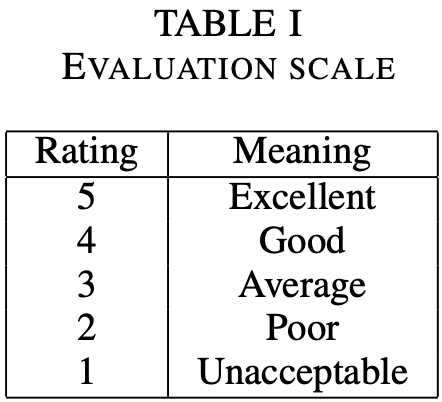 TABLE I
EVALUATION SCALE
Rating Meaning
5 Excellent
4 Good
3 Average
2 Poor
1 Unacceptable